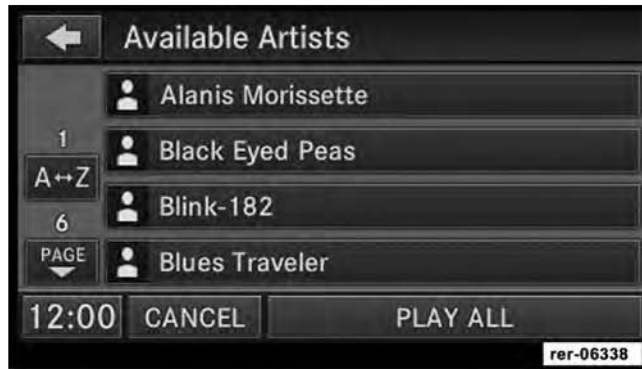 Available Artists
Alanis Morissette
1
Black Eyed Peas
A↔Z
Blink-182
6
PAGE
Blues Traveler
12:00 CANCEL PLAY ALL
rer-06338